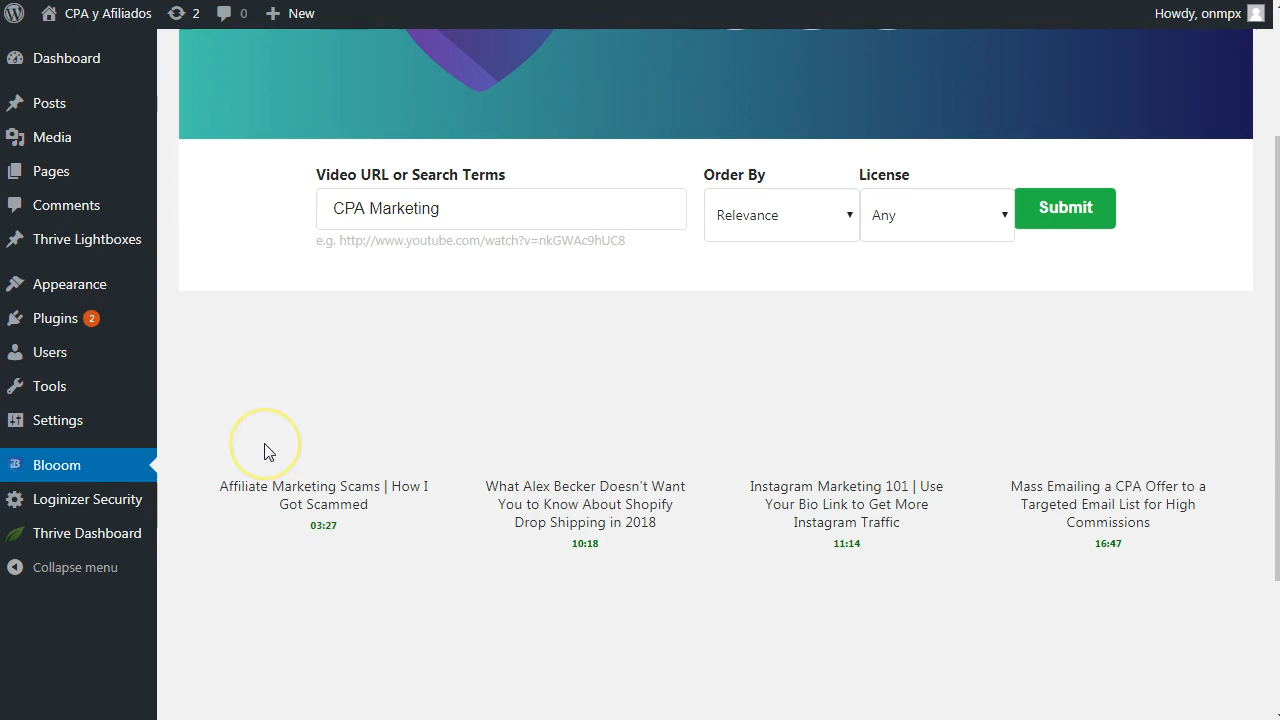 CPA y Afiliados 2 0 New Howdy, onmpx
Dashboard
Posts
Media
Pages
Comments
Thrive Lightboxes
Appearance
Plugins 2
Users
Tools
Settings
Blooom
Loginizer Security
Thrive Dashboard
Collapse menu
Video URL or Search Terms Order By License
CPA Marketing Relevance Any Submit
e.g. http://www.youtube.com/watch?v=nkGWAc9hUC8
Affiliate Marketing Scams | How I
Got Scammed
03:27
What Alex Becker Doesn't Want
You to Know About Shopify
Drop Shipping in 2018
10:18
Instagram Marketing 101 | Use
Your Bio Link to Get More
Instagram Traffic
11:14
Mass Emailing a CPA Offer to a
Targeted Email List for High
Commissions
16:47